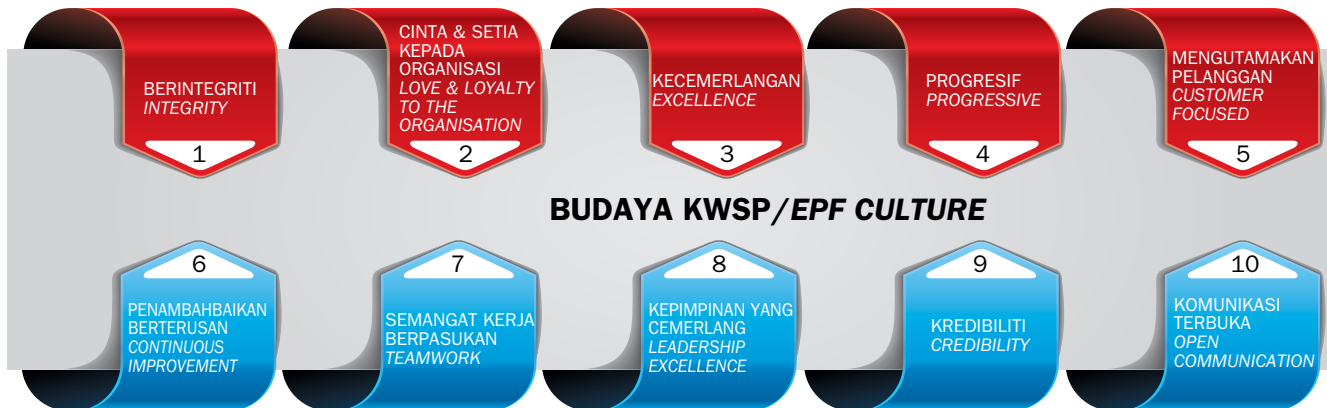 BERINTEGRITI
INTEGRITY
1
CINTA & SETIA
KEPADA
ORGANISASI
LOVE & LOYALTY
TO THE
ORGANISATION
2
KECEMERLANGAN
EXCELLENCE
3
PROGRESIF
PROGRESSIVE
4
MENGUTAMAKAN
PELANGGAN
CUSTOMER
FOCUSED
5
BUDAYA KWSP/EPF CULTURE
6
PENAMBAHBAIKAN
BERTERUSAN
CONTINUOUS
IMPROVEMENT
7
SEMANGAT KERJA
BERPASUKAN
TEAMWORK
8
KEPIMPINAN YANG
CEMERLANG
LEADERSHIP
EXCELLENCE
9
KREDIBILITI
CREDIBILITY
10
KOMUNIKASI
TERBUKA
OPEN
COMMUNICATION